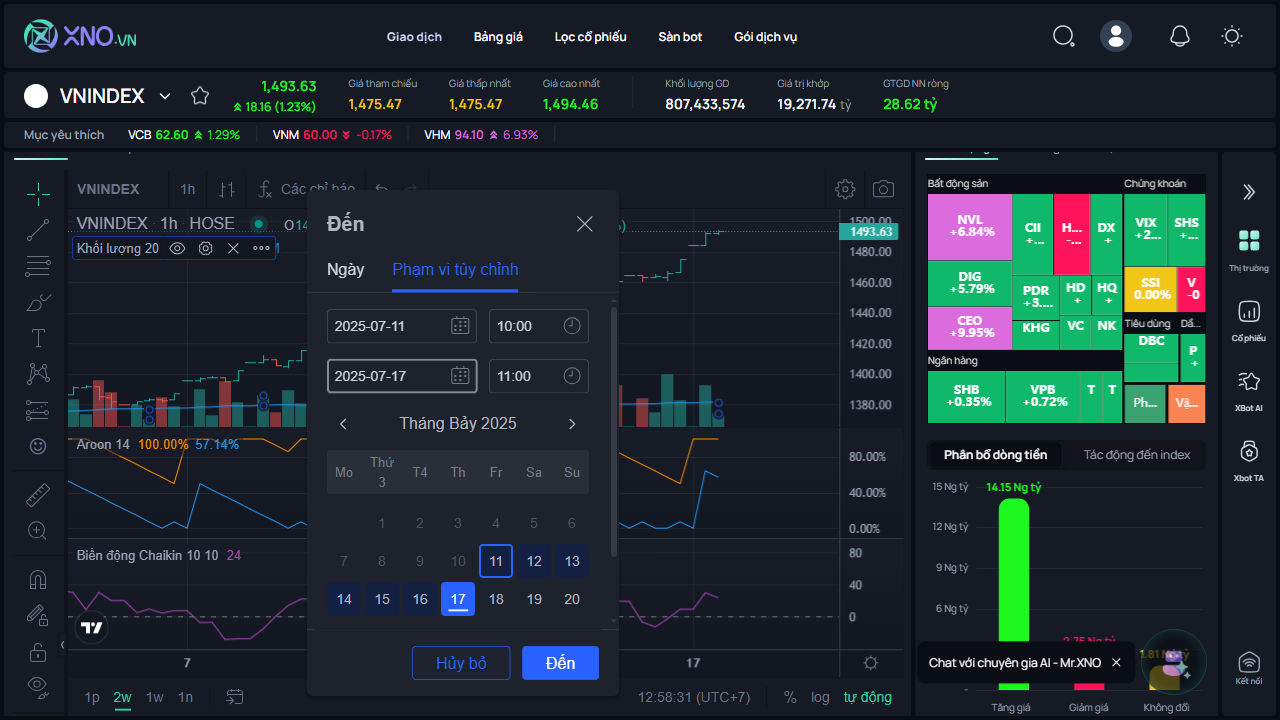 XNO.VN
Giao dịch
Bảng giá
Lọc cổ phiếu
Sàn bot
Gói dịch vụ
VNINDEX
1,493.63
18.16 (1.23%)
Giá tham chiếu
1,475.47
Giá thấp nhất
1,475.47
Giá cao nhất
1,494.46
Khối lượng GD
807,433,574
Giá trị khớp
19,271.74 tỷ
GTGD NN ròng
28.62 tỷ
Mục yêu thích
VCB 62.60 1.29%
VNM 60.00 -0.17%
VHM 94.10 6.93%
VNINDEX
1h
Các chỉ báo
VNINDEX 1h HOSE
Khối lượng 20
Aroon 14 100.00% 57.14%
Biến động Chaikin 10 10 24
Đến
Ngày
Phạm vi tùy chỉnh
2025-07-11
10:00
2025-07-17
11:00
Tháng Bảy 2025
Mo Thứ 3 T4 Th Fr Sa Su
1 2 3 4 5 6
7 8 9 10 11 12 13
14 15 16 17 18 19 20
Hủy bỏ
Đến
1500.00
1493.63
1480.00
1460.00
1440.00
1420.00
1400.00
1380.00
80.00%
40.00%
0.00%
80
40
0
7
17
1p
2w
1w
1n
12:58:31 (UTC+7)
%
log
tự động
Bất động sản
NVL
+6.84%
DIG
+5.79%
CEO
+9.95%
CII
+...
H...
-...
DX
+
PDR
+3....
HD
+
HQ
+
KHG
VC
NK
Chứng khoán
VIX
+2...
SHS
+...
SSI
0.00%
V
-0
Tiêu dùng
Dầ...
DBC
P
+
Ph...
Vậ...
Ngân hàng
SHB
+0.35%
VPB
+0.72%
T
T
Phân bổ dòng tiền
Tác động đến index
15 Ng tỷ
12 Ng tỷ
9 Ng tỷ
6 Ng tỷ
14.15 Ng tỷ
2.75 Ng tỷ
1.81
Tăng giá
Giảm giá
Không đổi
Chat với chuyên gia AI - Mr.XNO
Thị trường
Cổ phiếu
XBot AI
Xbot TA
Kết nối